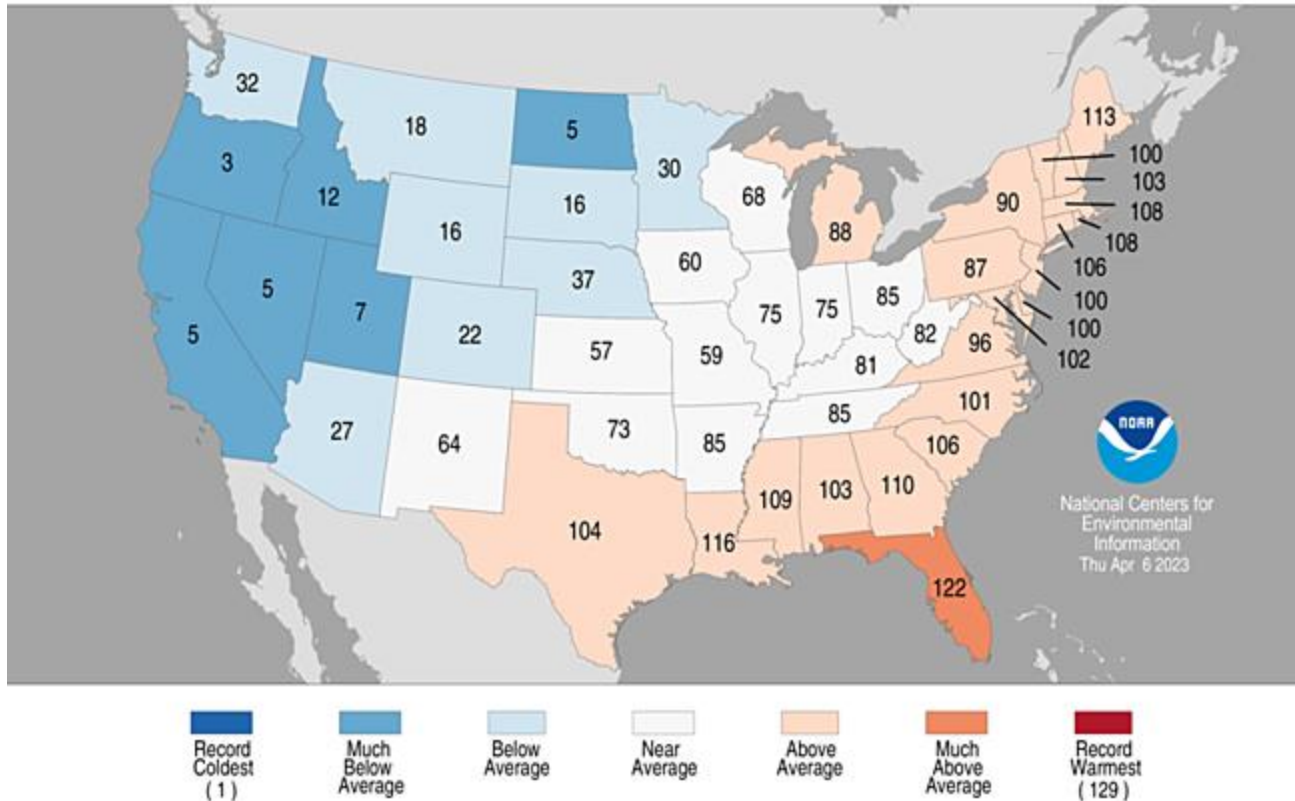 32
18
5
30
3
12
16
16
68
88
90
113
100
103
108
108
106
100
100
102
37
60
87
5
5
7
22
57
59
75
75
85
82
96
81
27
64
73
85
85
101
106
104
116
109
103
110
122
NOAA
National Centers for
Environmental
Information
Thu Apr 6 2023
Record
Coldest
(1)
Much
Below
Average
Below
Average
Near
Average
Above
Average
Much
Above
Average
Record
Warmest
(129)